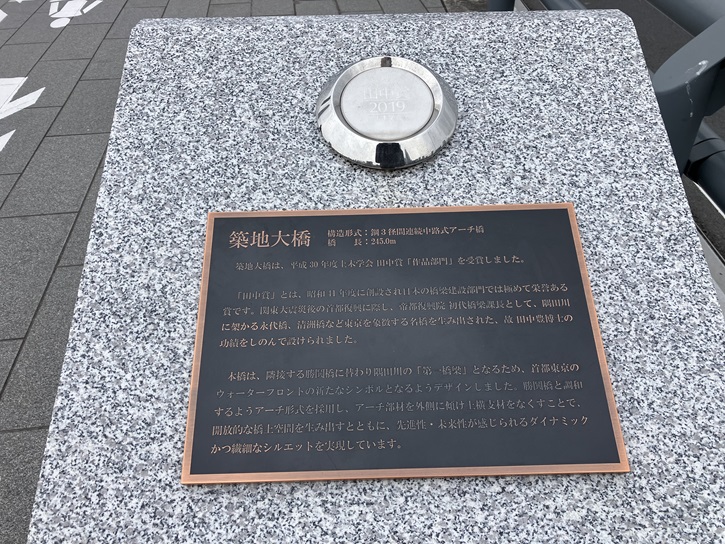 田中賞
2019
築地大橋
構造形式：鋼３径間連続中路式アーチ橋
橋　　長：245.0m
築地大橋は、平成30年度土木学会 田中賞「作品部門」を受賞しました。
「田中賞」とは、昭和41年度に創設され日本の橋梁建設部門では極めて栄誉ある
賞です。関東大震災後の首都復興に際し、帝都復興院 初代橋梁課長として、隅田川
に架かる永代橋、清洲橋など東京を象徴する名橋を生み出された、故 田中豊博士の
功績をしのんで設けられました。
本橋は、隣接する勝鬨橋に替わり隅田川の「第一橋梁」となるため、首都東京の
ウォーターフロントの新たなシンボルとなるようデザインしました。勝鬨橋と調和
するようアーチ形式を採用し、アーチ部材を外側に傾け上横支材をなくすことで、
開放的な橋上空間を生み出すとともに、先進性・未来性が感じられるダイナミック
かつ繊細なシルエットを実現しています。